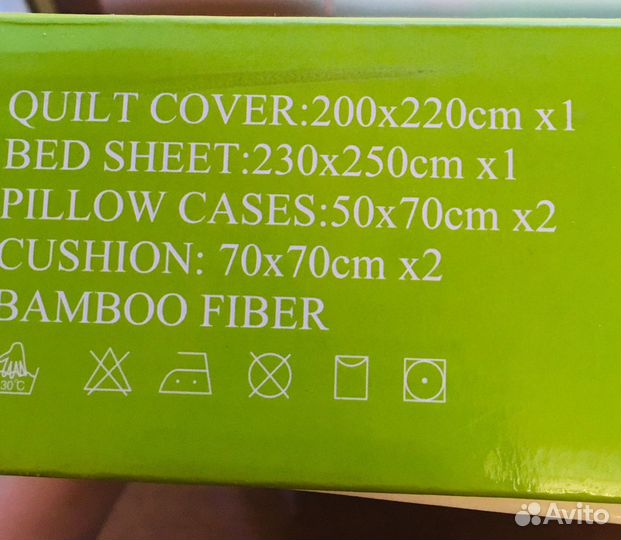 QUILT COVER:200x220cm x1
BED SHEET:230x250cm x1
PILLOW CASES:50x70cm x2
CUSHION: 70x70cm x2
BAMBOO FIBER
30°C
Avito